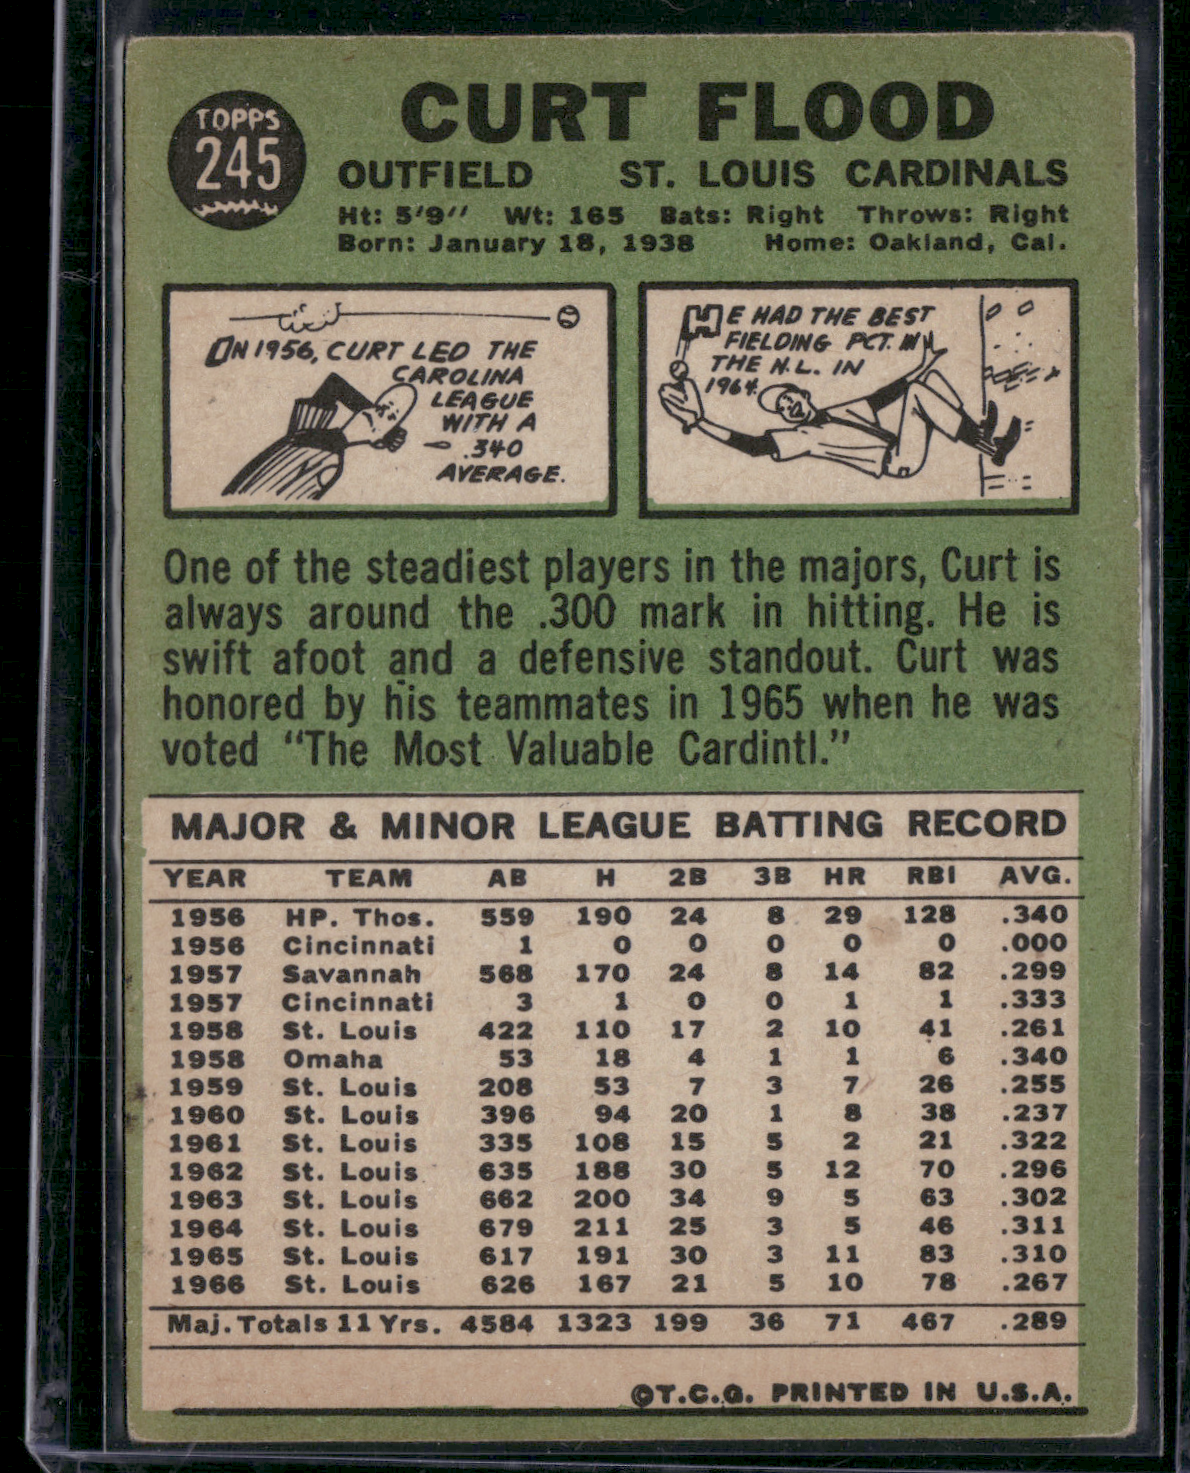 TOPPS
245
CURT FLOOD
OUTFIELD ST. LOUIS CARDINALS
Ht: 5'9" Wt: 165 Bats: Right Throws: Right
Born: January 18, 1938 Home: Oakland, Cal.
ON 1956, CURT LED THE
CAROLINA
LEAGUE
WITH A
.340
AVERAGE.
HE HAD THE BEST
FIELDING PCT. IN
THE N.L. IN
1964.
One of the steadiest players in the majors, Curt is
always around the .300 mark in hitting. He is
swift afoot and a defensive standout. Curt was
honored by his teammates in 1965 when he was
voted "The Most Valuable Cardintl."
MAJOR & MINOR LEAGUE BATTING RECORD
YEAR TEAM AB H 2B 3B HR RBI AVG.
1956 HP. Thos. 559 190 24 8 29 128 .340
1956 Cincinnati 1 0 0 0 0 0 .000
1957 Savannah 568 170 24 8 14 82 .299
1957 Cincinnati 3 1 0 0 1 1 .333
1958 St. Louis 422 110 17 2 10 41 .261
1958 Omaha 53 18 4 1 1 6 .340
1959 St. Louis 208 53 7 3 7 26 .255
1960 St. Louis 396 94 20 1 8 38 .237
1961 St. Louis 335 108 15 5 2 21 .322
1962 St. Louis 635 188 30 5 12 70 .296
1963 St. Louis 662 200 34 9 5 63 .302
1964 St. Louis 679 211 25 3 5 46 .311
1965 St. Louis 617 191 30 3 11 83 .310
1966 St. Louis 626 167 21 5 10 78 .267
Maj. Totals 11 Yrs. 4584 1323 199 36 71 467 .289
©T.C.G. PRINTED IN U.S.A.